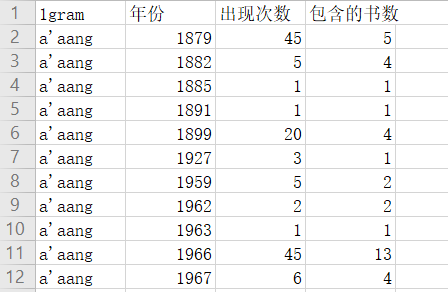 1 1gram 年份 出现次数 包含的书数
2 a'aang 1879 45 5
3 a'aang 1882 5 4
4 a'aang 1885 1 1
5 a'aang 1891 1 1
6 a'aang 1899 20 4
7 a'aang 1927 3 1
8 a'aang 1959 5 2
9 a'aang 1962 2 2
10 a'aang 1963 1 1
11 a'aang 1966 45 13
12 a'aang 1967 6 4